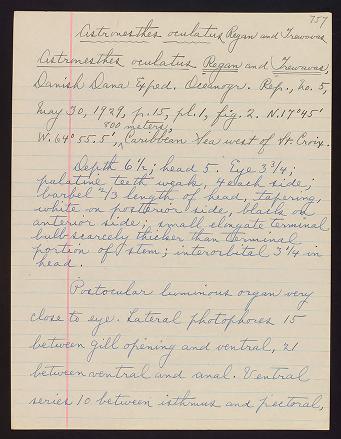 757
Astronesthes oculatus Regan and Trewavas
Astronesthes oculatus Regan and Trewavas,
Danish Dana Exped. Oceanogr. Rep., no. 5,
May 30, 1929, p. 15, pl. 1, fig. 2. N. 17°45'
800 meters,
W. 64°55.5', Caribbean Sea west of St. Croix.
Depth 6½; head 5. Eye 3¾;
palatine teeth weak, 4 each side;
barbel ⅔ length of head, tapering,
white on posterior side, black on
anterior side; small elongate terminal
bulb scarcely thicker than terminal
portion of stem; interorbital 3¼ in
head.
Postocular luminous organ very
close to eye. Lateral photophores 15
between gill opening and ventral, 21
between ventral and anal. Ventral
series 10 between isthmus and pectoral,